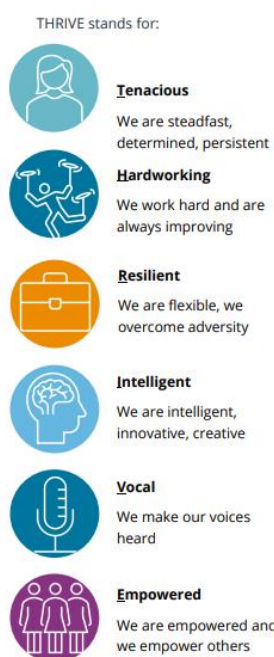 THRIVE stands for:
Tenacious
We are steadfast,
determined, persistent
Hardworking
We work hard and are
always improving
Resilient
We are flexible, we
overcome adversity
Intelligent
We are intelligent,
innovative, creative
Vocal
We make our voices
heard
Empowered
We are empowered and
we empower others